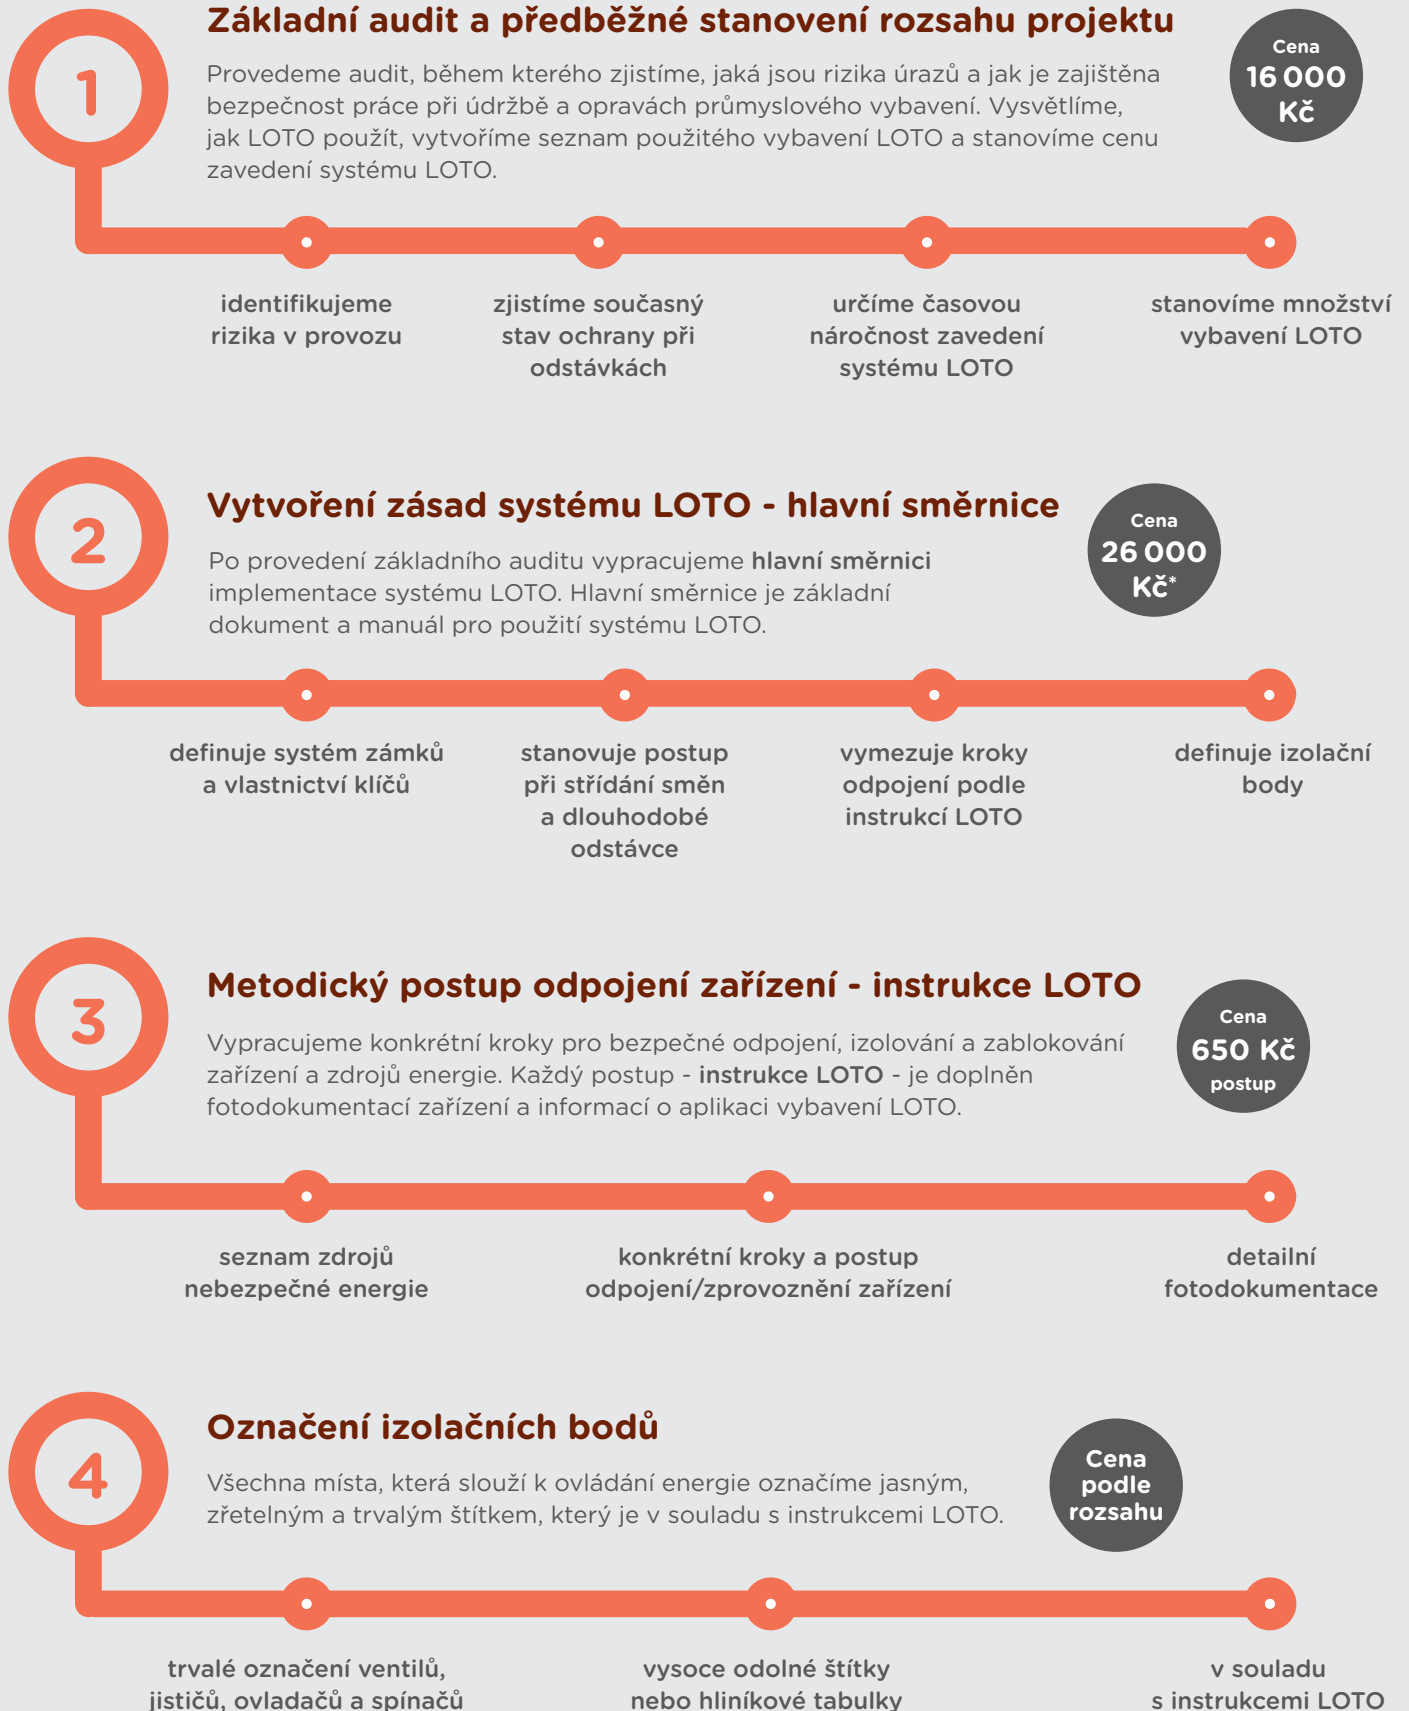 1
Základní audit a předběžné stanovení rozsahu projektu
Provedeme audit, během kterého zjistíme, jaká jsou rizika úrazů a jak je zajištěna
bezpečnost práce při údržbě a opravách průmyslového vybavení. Vysvětlíme,
jak LOTO použít, vytvoříme seznam použitého vybavení LOTO a stanovíme cenu
zavedení systému LOTO.
Cena
16 000
Kč
identifikujeme
rizika v provozu
zjistíme současný
stav ochrany při
odstávkách
určíme časovou
náročnost zavedení
systému LOTO
stanovíme množství
vybavení LOTO
2
Vytvoření zásad systému LOTO - hlavní směrnice
Po provedení základního auditu vypracujeme hlavní směrnici
implementace systému LOTO. Hlavní směrnice je základní
dokument a manuál pro použití systému LOTO.
Cena
26 000
Kč*
definuje systém zámků
a vlastnictví klíčů
stanovuje postup
při střídání směn
a dlouhodobé
odstávce
vymezuje kroky
odpojení podle
instrukcí LOTO
definuje izolační
body
3
Metodický postup odpojení zařízení - instrukce LOTO
Vypracujeme konkrétní kroky pro bezpečné odpojení, izolování a zablokování
zařízení a zdrojů energie. Každý postup - instrukce LOTO - je doplněn
fotodokumentací zařízení a informací o aplikaci vybavení LOTO.
Cena
650 Kč
postup
seznam zdrojů
nebezpečné energie
konkrétní kroky a postup
odpojení/zprovoznění zařízení
detailní
fotodokumentace
4
Označení izolačních bodů
Všechna místa, která slouží k ovládání energie označíme jasným,
zřetelným a trvalým štítkem, který je v souladu s instrukcemi LOTO.
Cena
podle
rozsahu
trvalé označení ventilů,
jističů, ovladačů a spínačů
vysoce odolné štítky
nebo hliníkové tabulky
v souladu
s instrukcemi LOTO